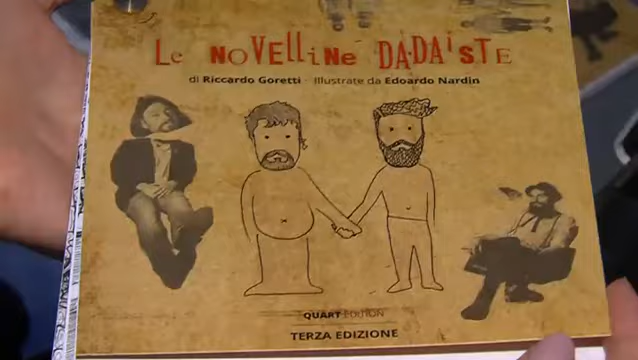 Le NOVElliNe DADAiSTE
di Riccardo Goretti - Illustrate da Edoardo Nardin
QUART EDITION
TERZA EDIZIONE